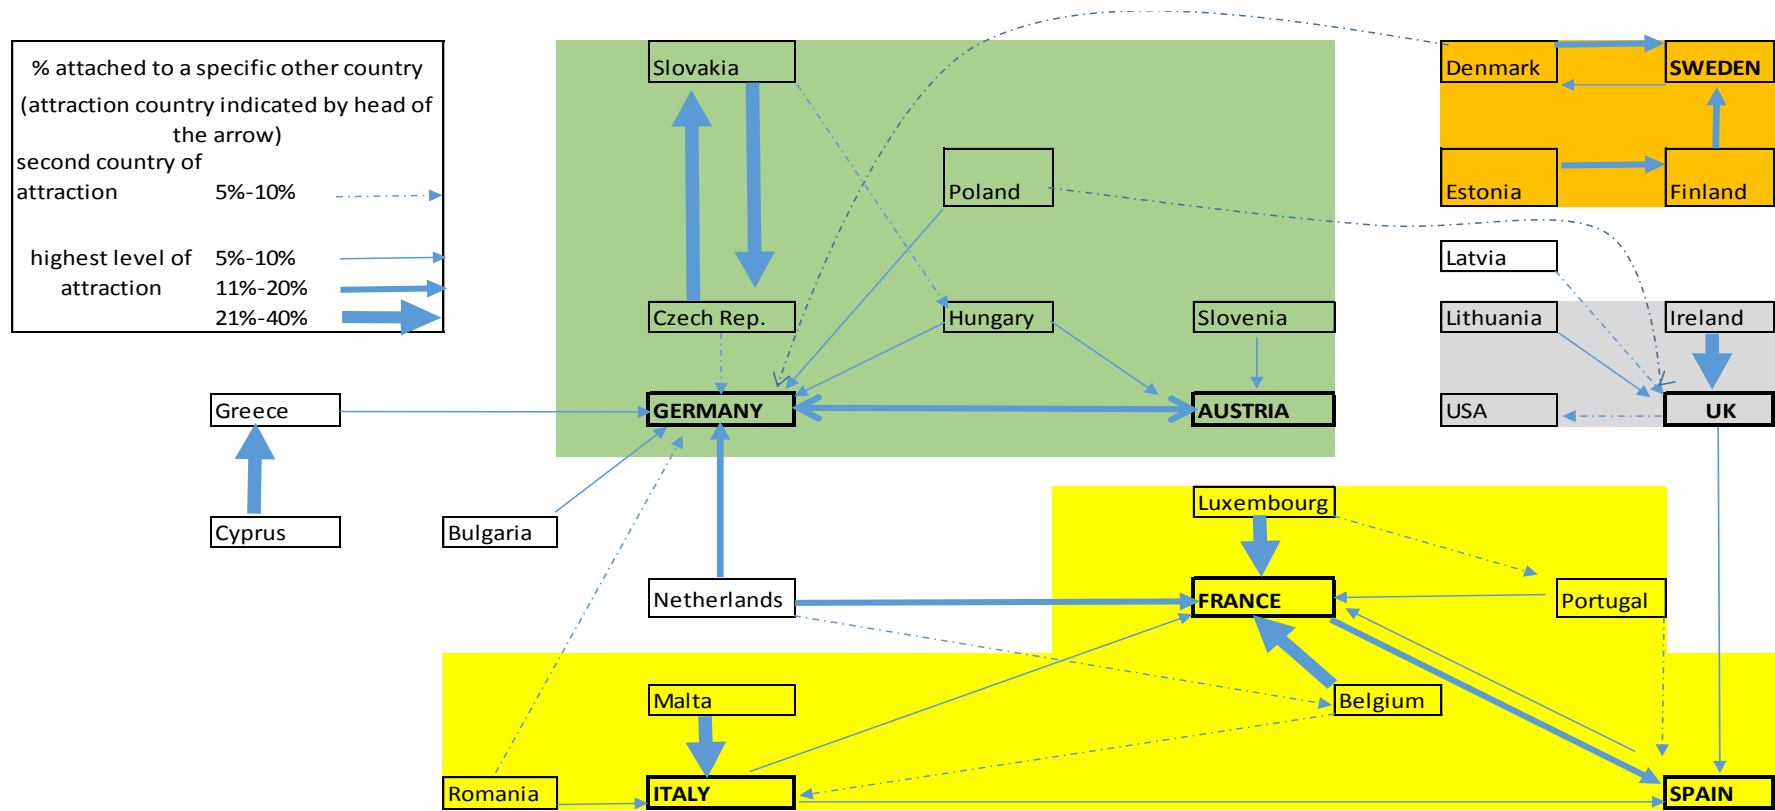 % attached to a specific other country
(attraction country indicated by head of
the arrow)
second country of
attraction 5%-10%
highest level of 5%-10%
attraction 11%-20%
21%-40%
Slovakia
Denmark SWEDEN
Poland
Estonia Finland
Latvia
Czech Rep. Hungary Slovenia Lithuania Ireland
Greece GERMANY AUSTRIA USA UK
Luxembourg
Cyprus Bulgaria
Netherlands FRANCE Portugal
Malta Belgium
Romania ITALY SPAIN